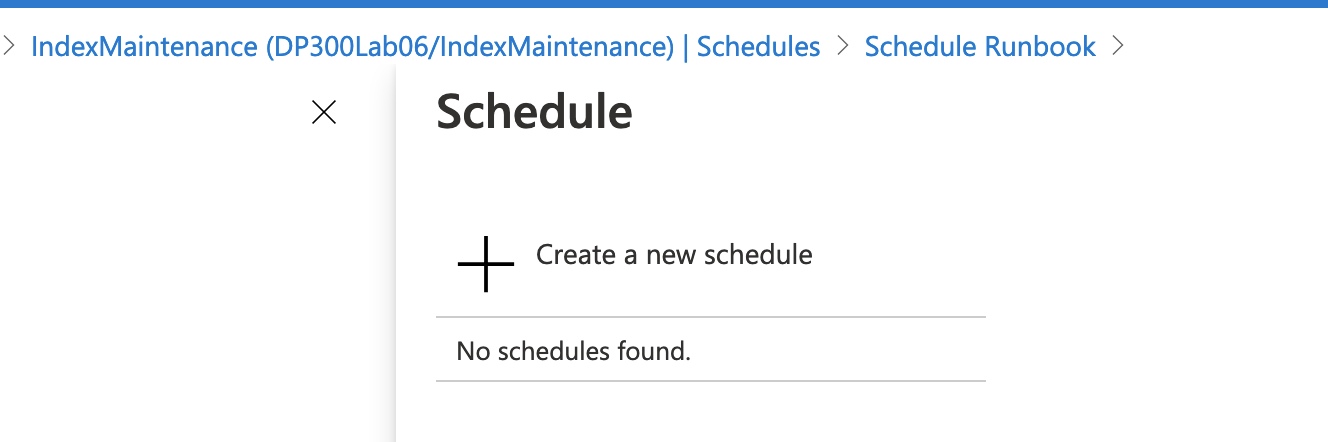 IndexMaintenance (DP300Lab06/IndexMaintenance) | Schedules > Schedule Runbook >
Schedule
Create a new schedule
No schedules found.